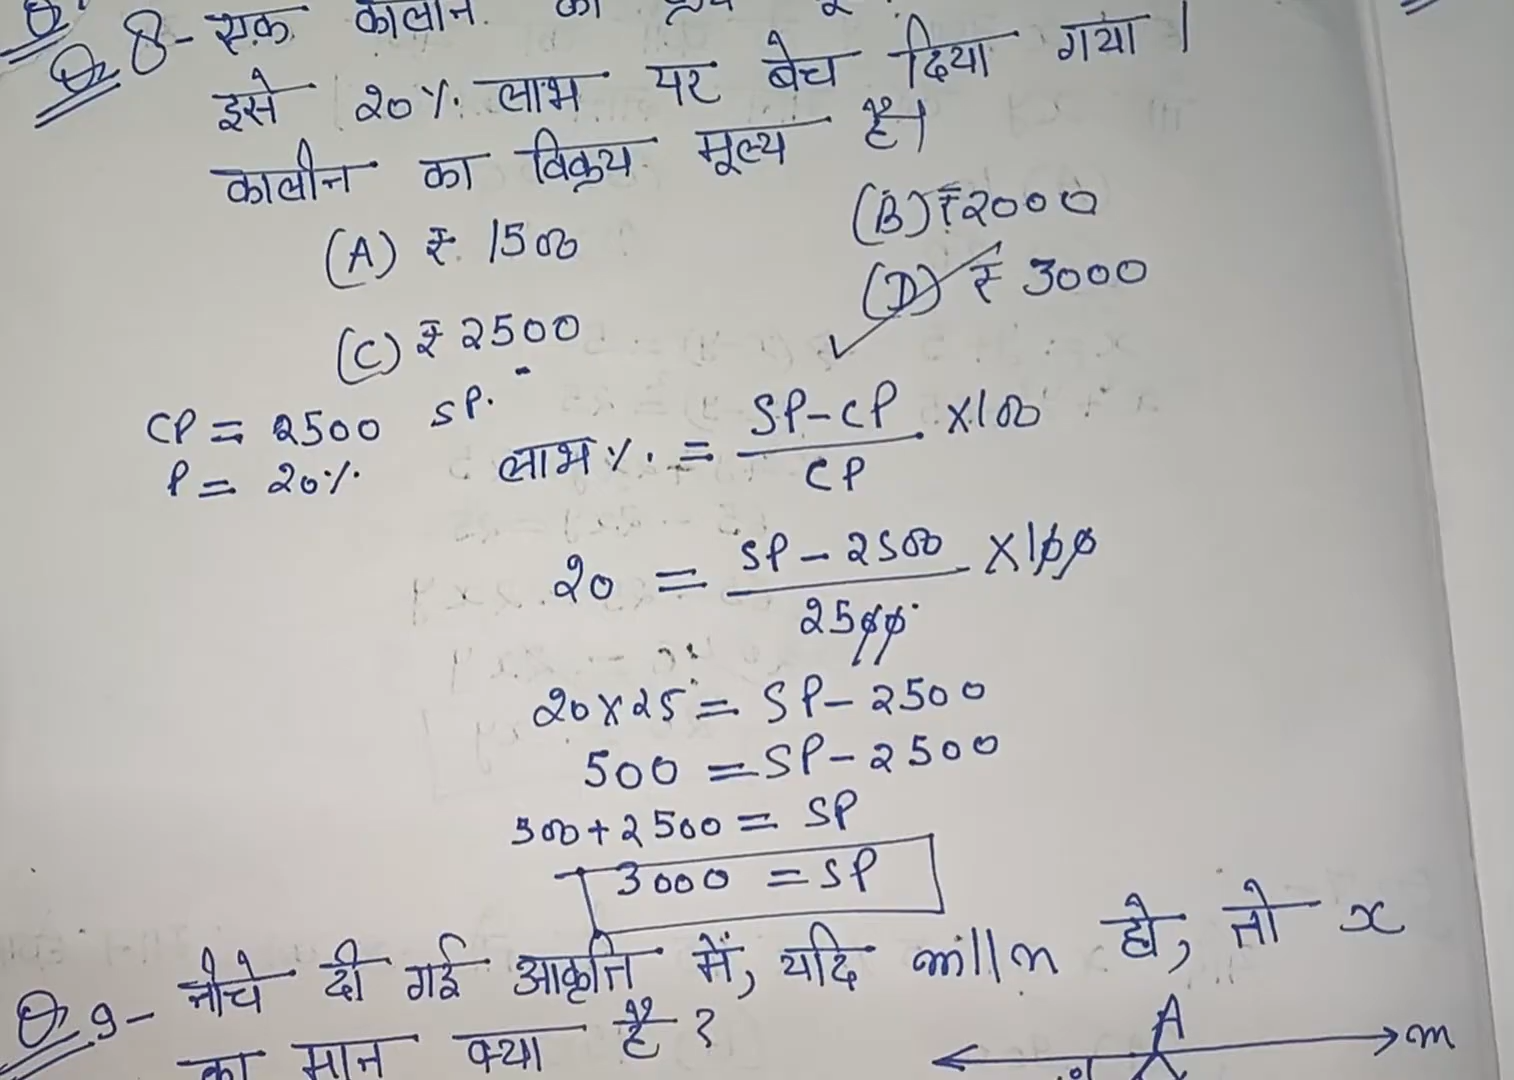 Q 8- एक कालीन का
इसे 20% लाभ पर बेच दिया गया |
कालीन का विक्रय मूल्य है।
(A) ₹ 1500 (B) ₹2000
(C) ₹ 2500 (D) ₹ 3000
CP = 2500 SP.
P = 20%
लाभ %. = SP-CP / CP ×100
20 = SP - 2500 / 2500 ×100
20×25 = SP- 2500
500 = SP- 2500
500+2500 = SP
3000 = SP
Q 9- नीचे दी गई आकृति में, यदि m||n हो, तो x
का मान क्या है ?
A
m